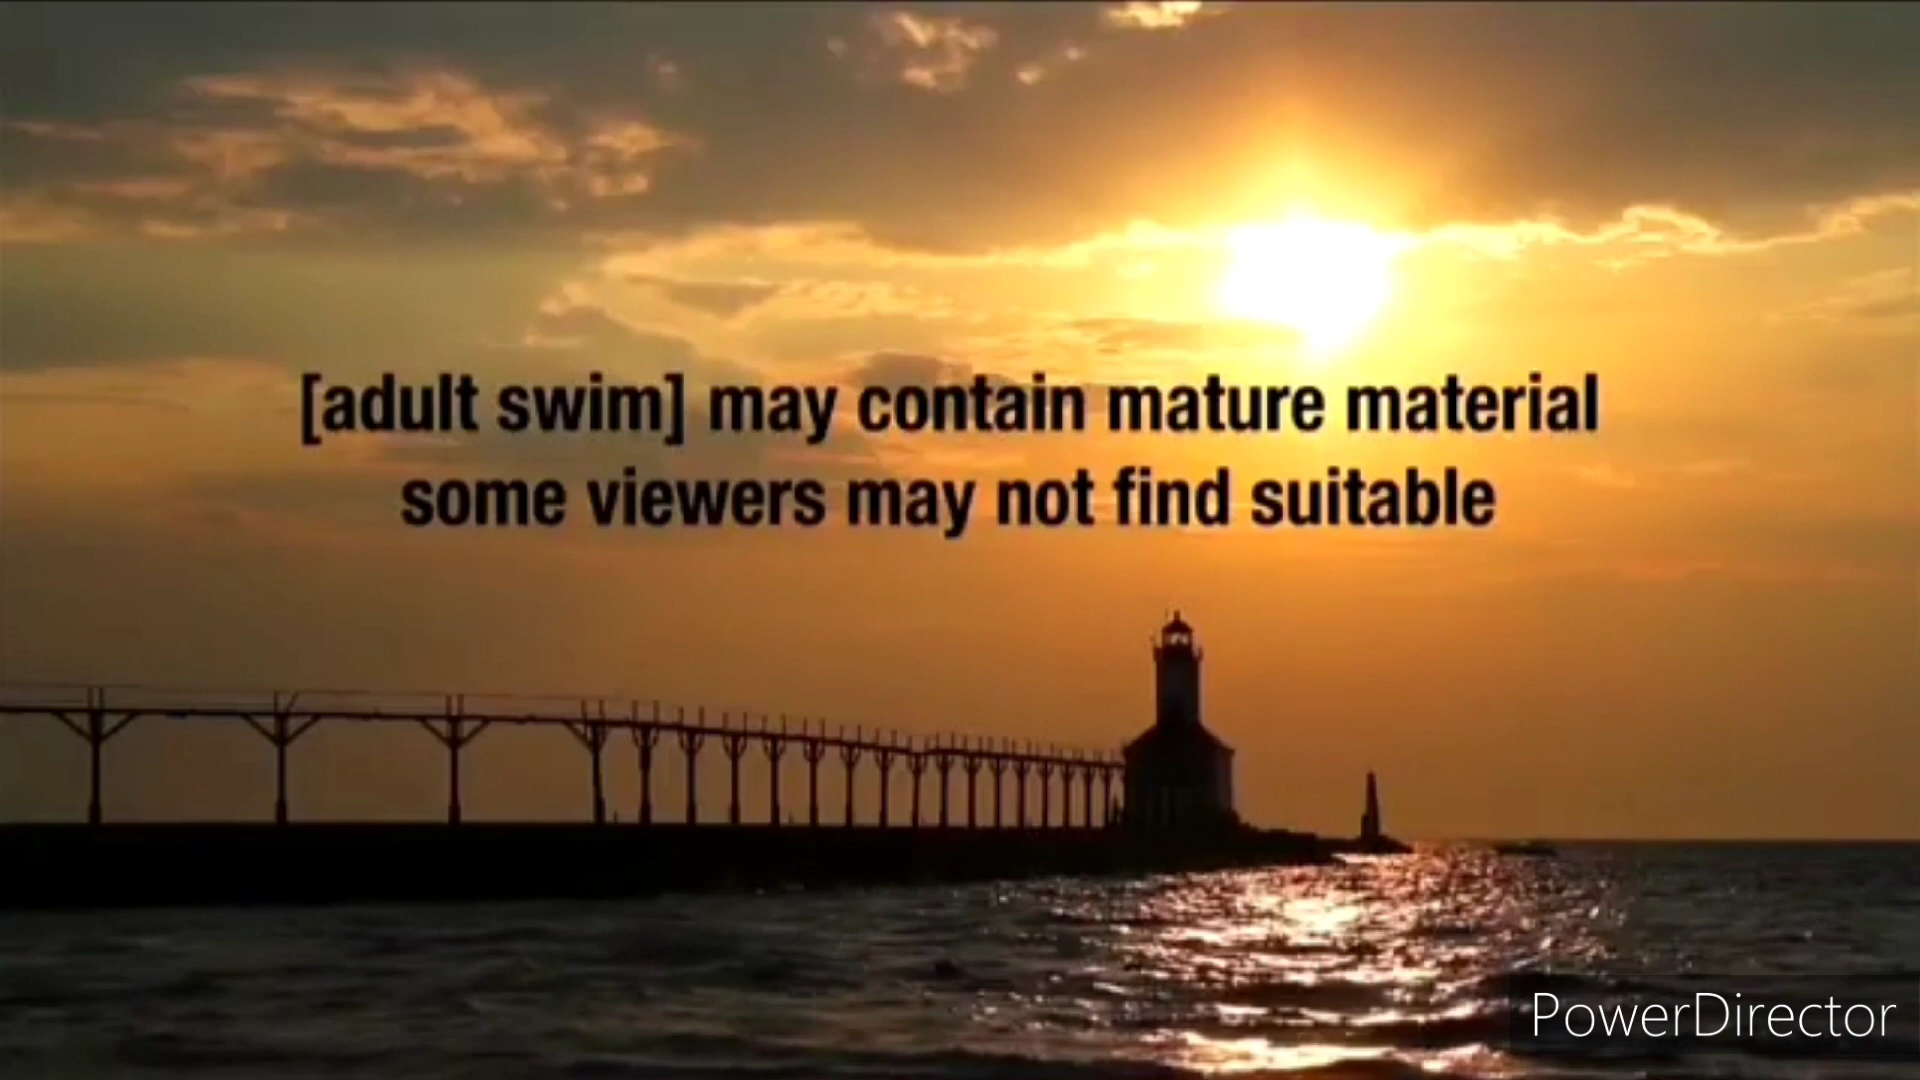 [adult swim] may contain mature material
some viewers may not find suitable
PowerDirector